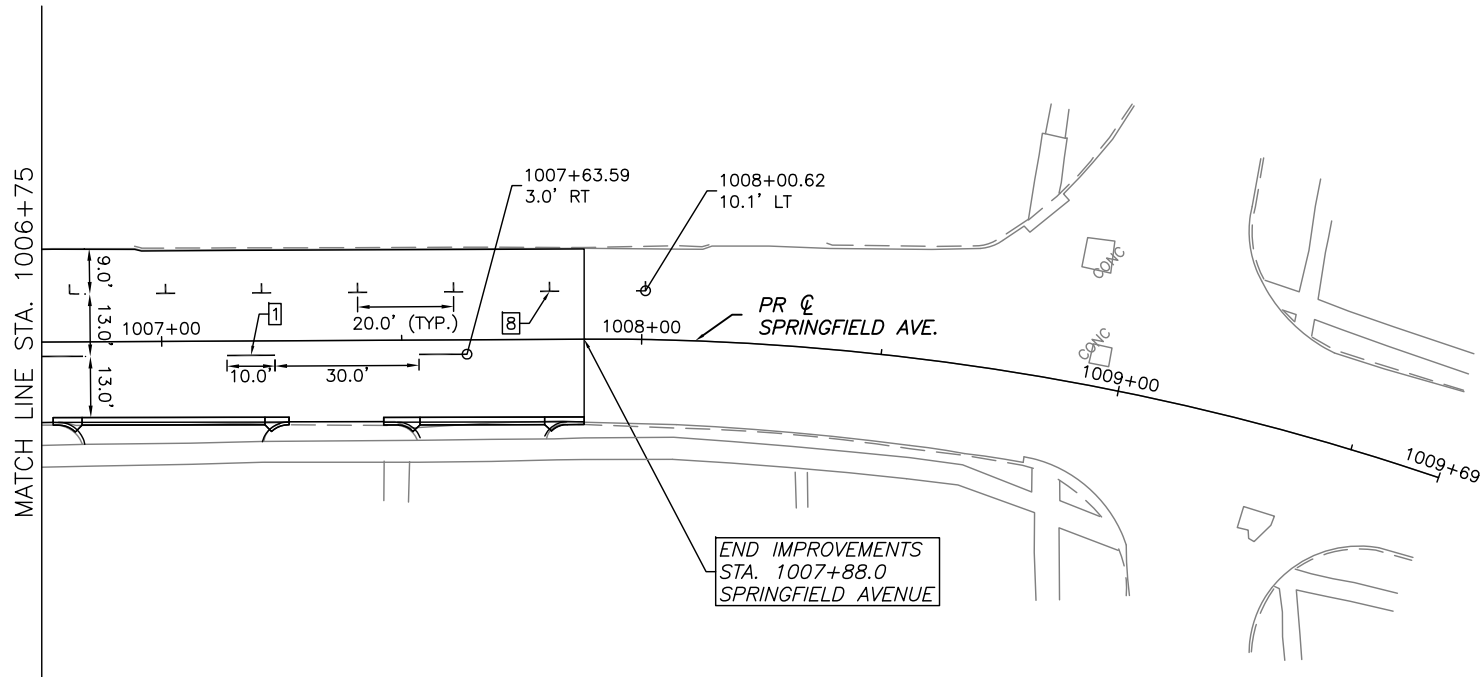 MATCH LINE STA. 1006+75
1007+63.59
3.0' RT
1008+00.62
10.1' LT
9.0'
13.0'
1007+00
1
20.0' (TYP.)
8
1008+00
PR ℄
SPRINGFIELD AVE.
CONC
CONC
10.0'
30.0'
13.0'
1009+00
1009+69
END IMPROVEMENTS
STA. 1007+88.0
SPRINGFIELD AVENUE